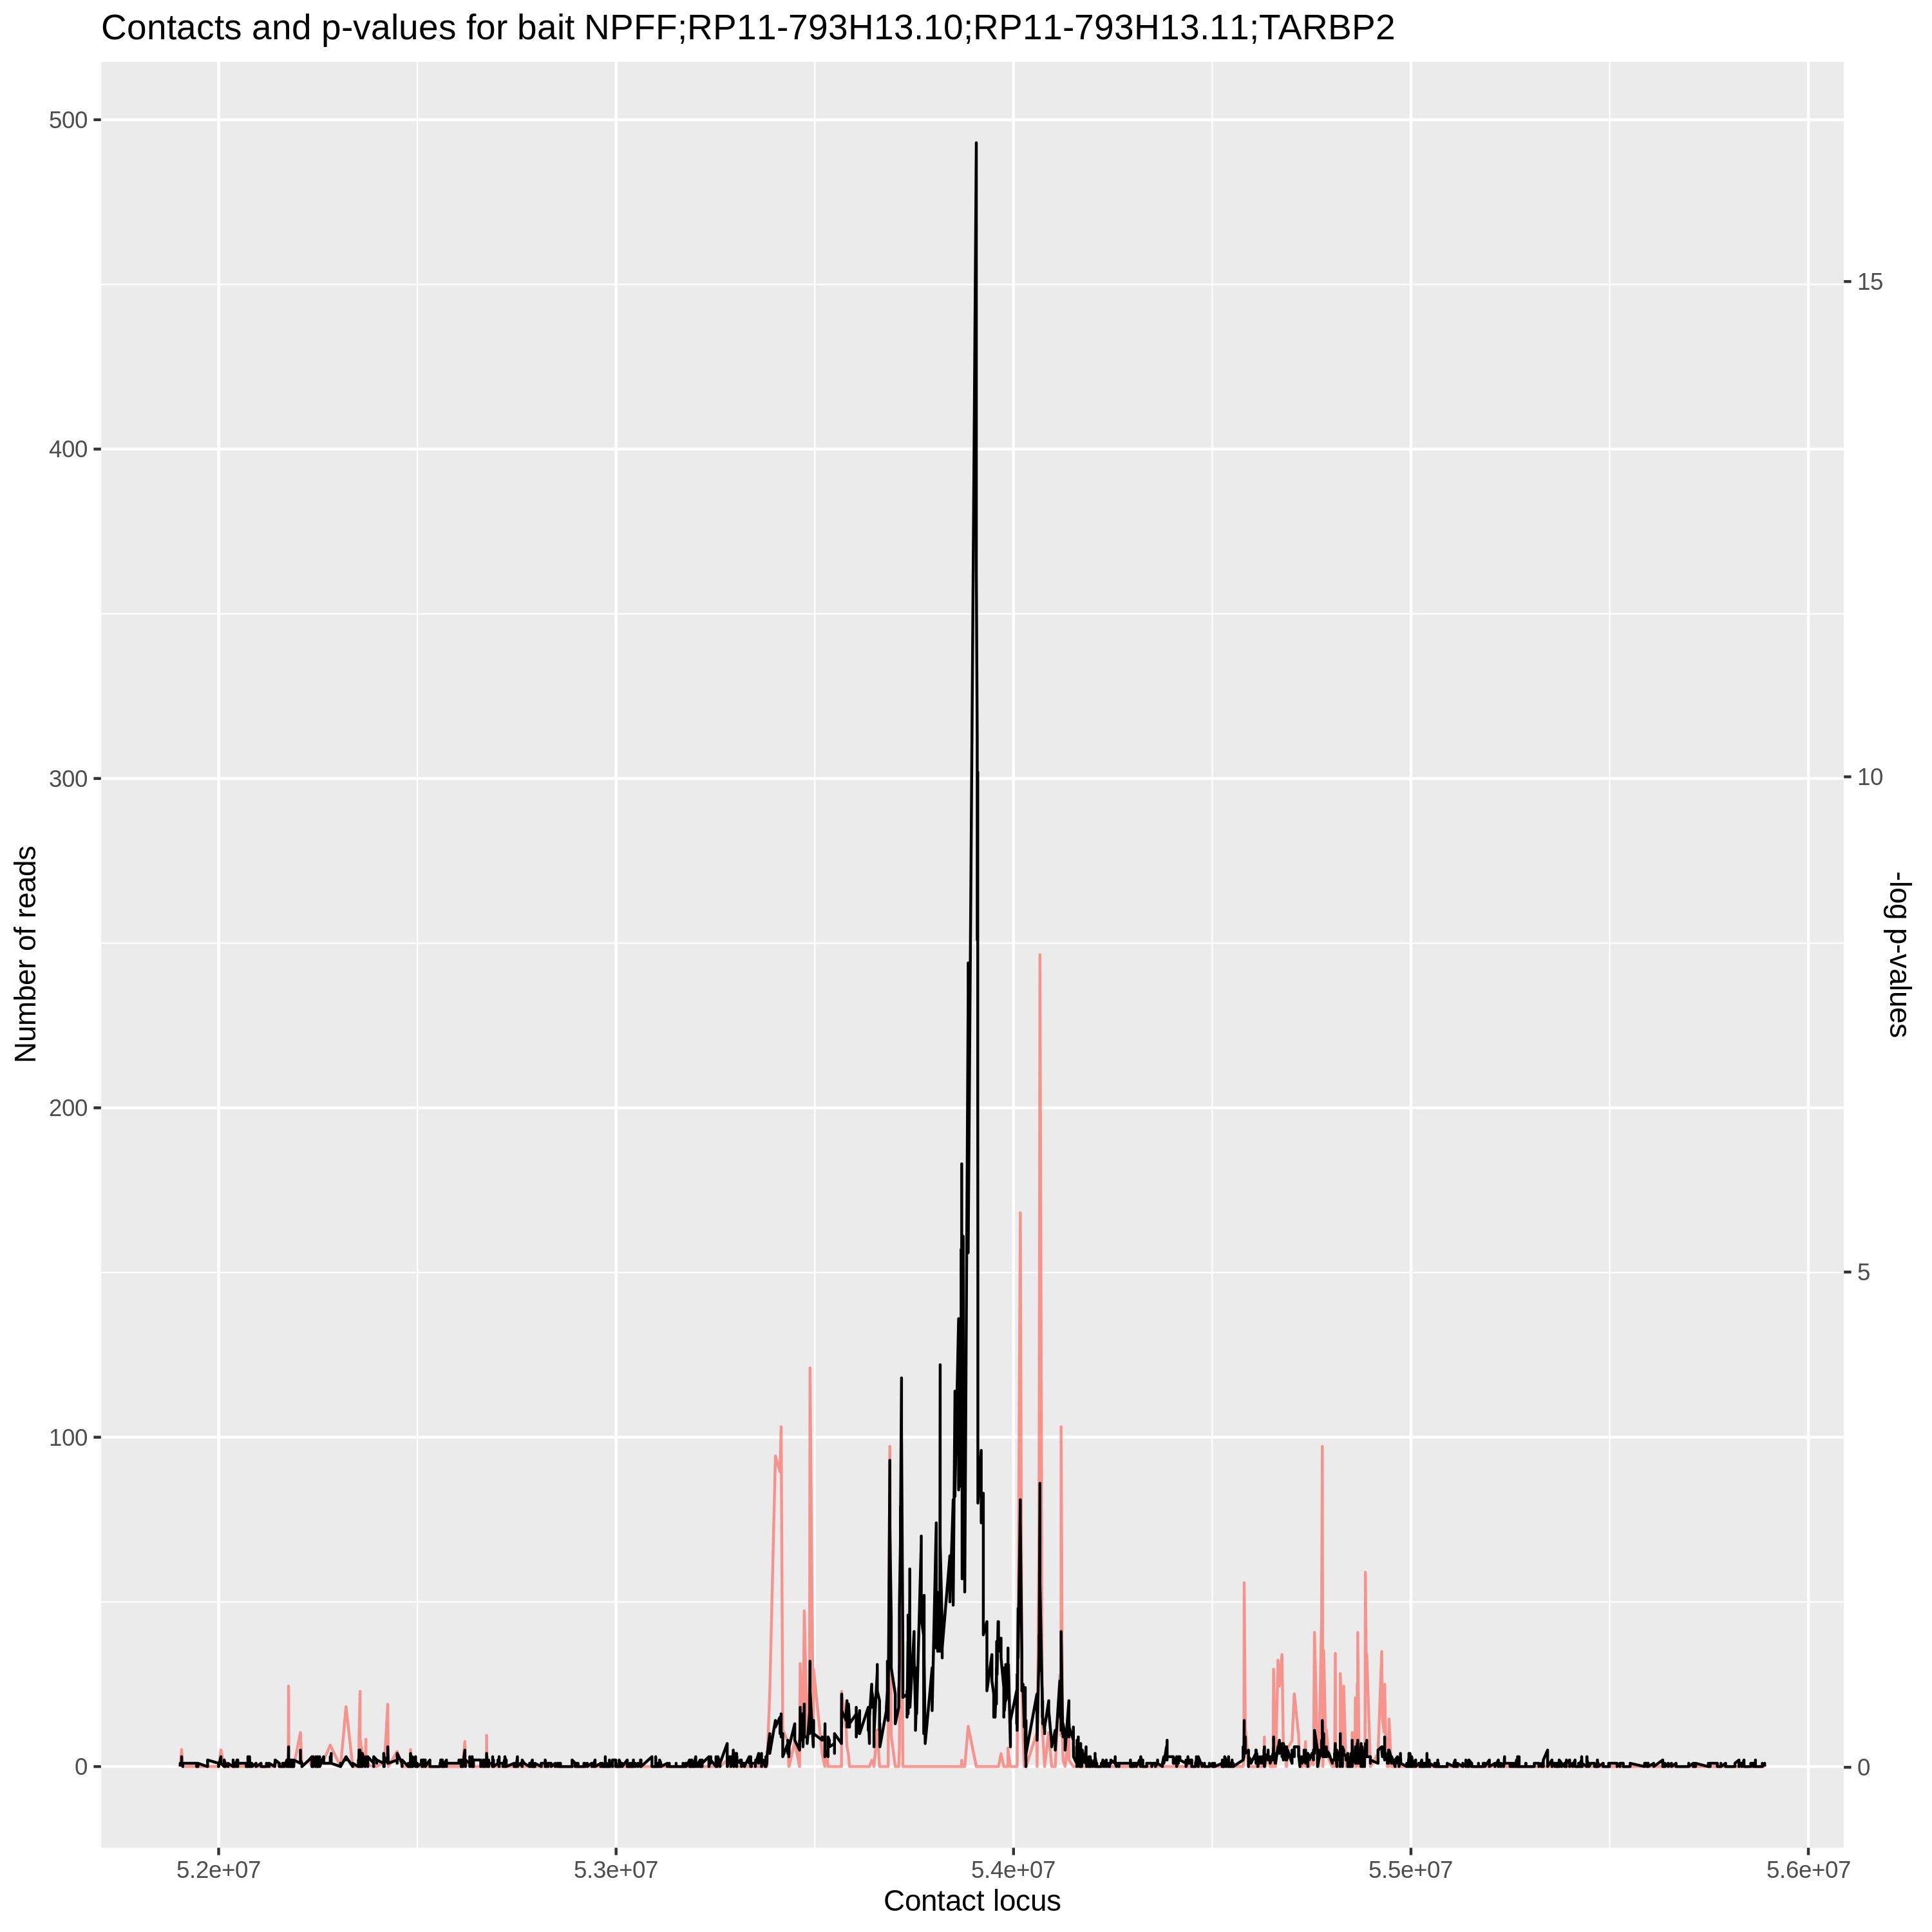 Contacts and p-values for bait NPFF;RP11-793H13.10;RP11-793H13.11;TARBP2
500
400
300
200
100
0
Number of reads
15
10
5
0
-log p-values
5.2e+07
5.3e+07
5.4e+07
5.5e+07
5.6e+07
Contact locus